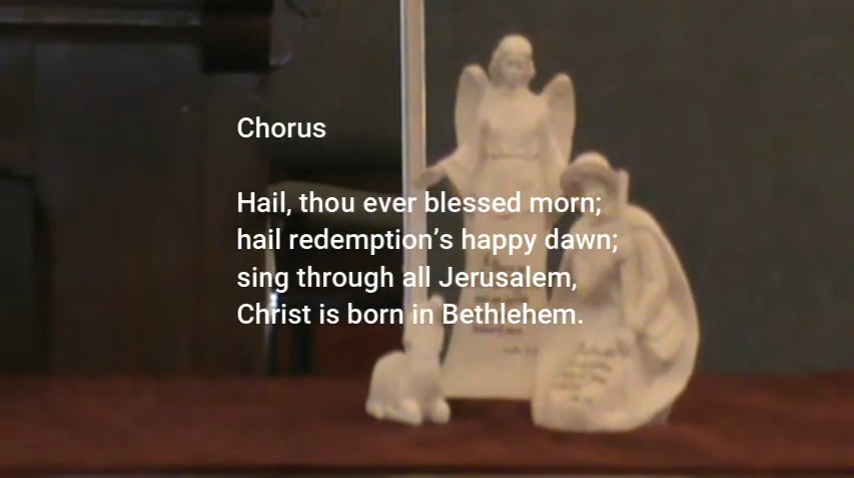 Chorus
Hail, thou ever blessed morn;
hail redemption’s happy dawn;
sing through all Jerusalem,
Christ is born in Bethlehem.